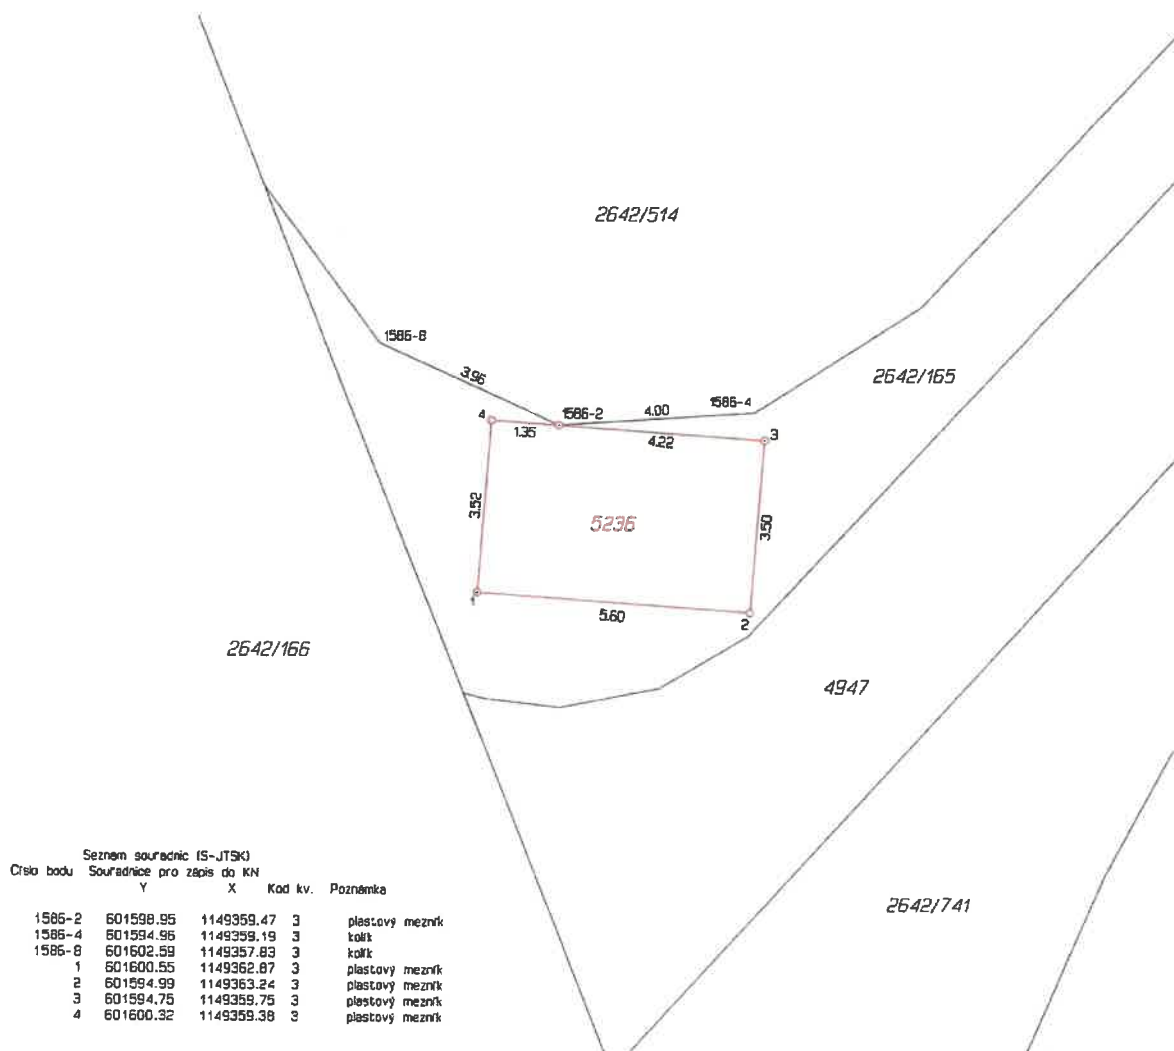 2642/514
1586-8
2642/165
3.96
1586-4
4.00
1586-2
4
3
1.35
4.22
3.52
5236
3.50
1
5.60
2
2642/166
4947
Seznam souřadnic (S-JTSK)
Číslo bodu Souřadnice pro zápis do KN
Y X Kód kv. Poznámka
1586-2 601598.95 1149359.47 3 plastový mezník
1586-4 601594.96 1149359.19 3 kolík
1586-8 601602.59 1149357.83 3 kolík
1 601600.55 1149362.87 3 plastový mezník
2 601594.99 1149363.24 3 plastový mezník
3 601594.75 1149359.75 3 plastový mezník
4 601600.32 1149359.38 3 plastový mezník
2642/741